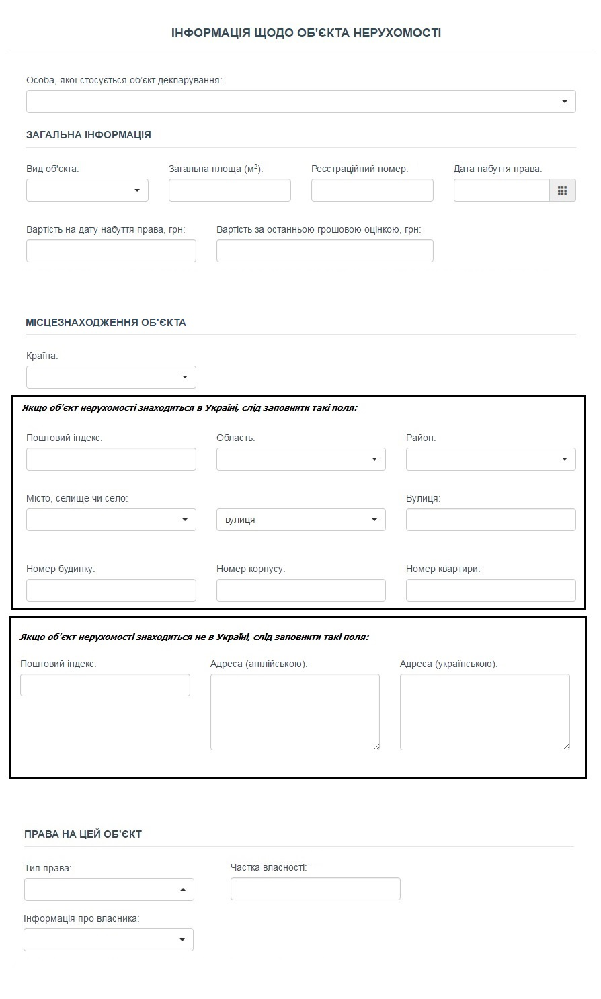 ІНФОРМАЦІЯ ЩОДО ОБ'ЄКТА НЕРУХОМОСТІ
Особа, якої стосується об'єкт декларування:
ЗАГАЛЬНА ІНФОРМАЦІЯ
Вид об'єкта: Загальна площа (м²): Реєстраційний номер: Дата набуття права:
Вартість на дату набуття права, грн: Вартість за останньою грошовою оцінкою, грн:
МІСЦЕЗНАХОДЖЕННЯ ОБ'ЄКТА
Країна:
Якщо об'єкт нерухомості знаходиться в Україні, слід заповнити такі поля:
Поштовий індекс: Область: Район:
Місто, селище чи село: Вулиця:
вулиця
Номер будинку: Номер корпусу: Номер квартири:
Якщо об'єкт нерухомості знаходиться не в Україні, слід заповнити такі поля:
Поштовий індекс: Адреса (англійською): Адреса (українською):
ПРАВА НА ЦЕЙ ОБ'ЄКТ
Тип права: Частка власності:
Інформація про власника: